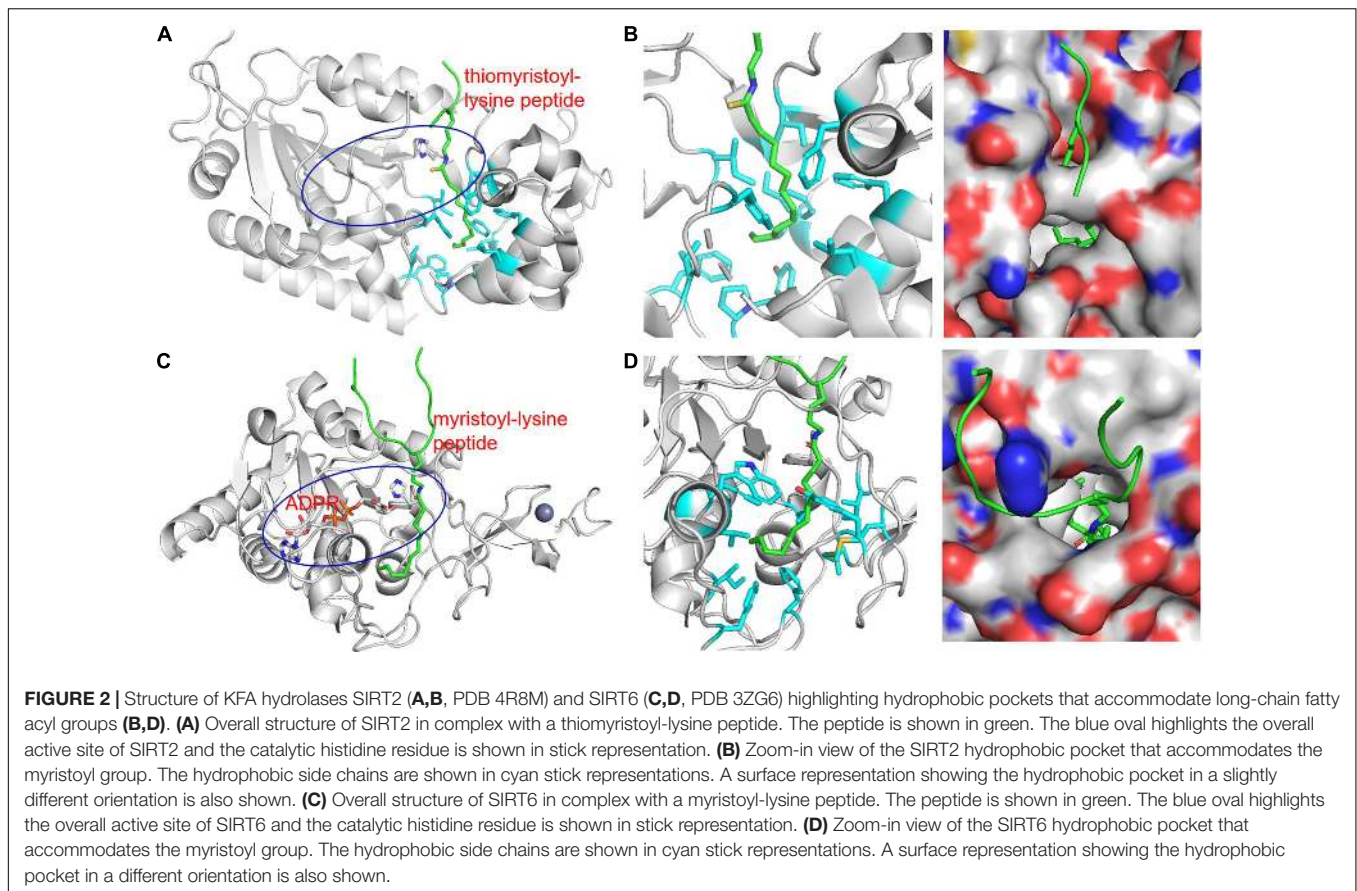 A
thiomyristoyl-
lysine peptide
B
C
myristoyl-lysine
peptide
ADPR
D
FIGURE 2 | Structure of KFA hydrolases SIRT2 (A,B, PDB 4R8M) and SIRT6 (C,D, PDB 3ZG6) highlighting hydrophobic pockets that accommodate long-chain fatty
acyl groups (B,D). (A) Overall structure of SIRT2 in complex with a thiomyristoyl-lysine peptide. The peptide is shown in green. The blue oval highlights the overall
active site of SIRT2 and the catalytic histidine residue is shown in stick representation. (B) Zoom-in view of the SIRT2 hydrophobic pocket that accommodates the
myristoyl group. The hydrophobic side chains are shown in cyan stick representations. A surface representation showing the hydrophobic pocket in a slightly
different orientation is also shown. (C) Overall structure of SIRT6 in complex with a myristoyl-lysine peptide. The peptide is shown in green. The blue oval highlights
the overall active site of SIRT6 and the catalytic histidine residue is shown in stick representation. (D) Zoom-in view of the SIRT6 hydrophobic pocket that
accommodates the myristoyl group. The hydrophobic side chains are shown in cyan stick representations. A surface representation showing the hydrophobic
pocket in a different orientation is also shown.